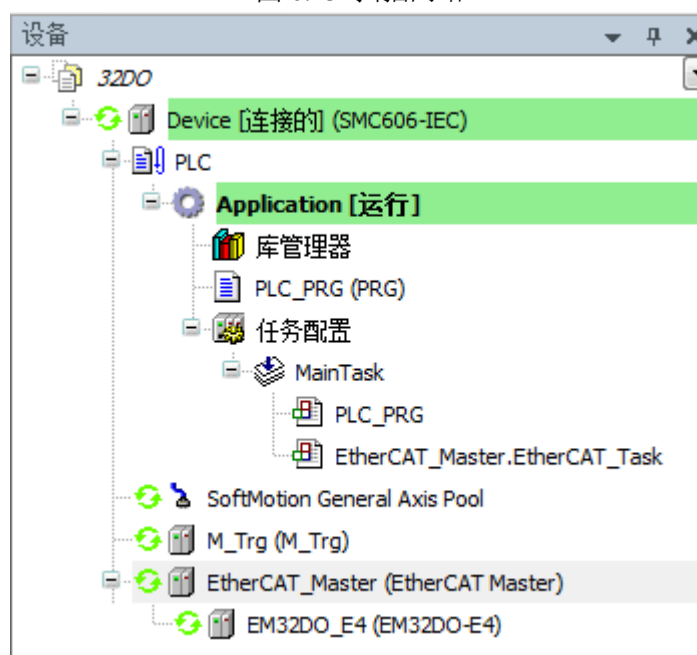 设备
32DO
Device [连接的] (SMC606-IEC)
PLC
Application [运行]
库管理器
PLC_PRG (PRG)
任务配置
MainTask
PLC_PRG
EtherCAT_Master.EtherCAT_Task
SoftMotion General Axis Pool
M_Trg (M_Trg)
EtherCAT_Master (EtherCAT Master)
EM32DO_E4 (EM32DO-E4)